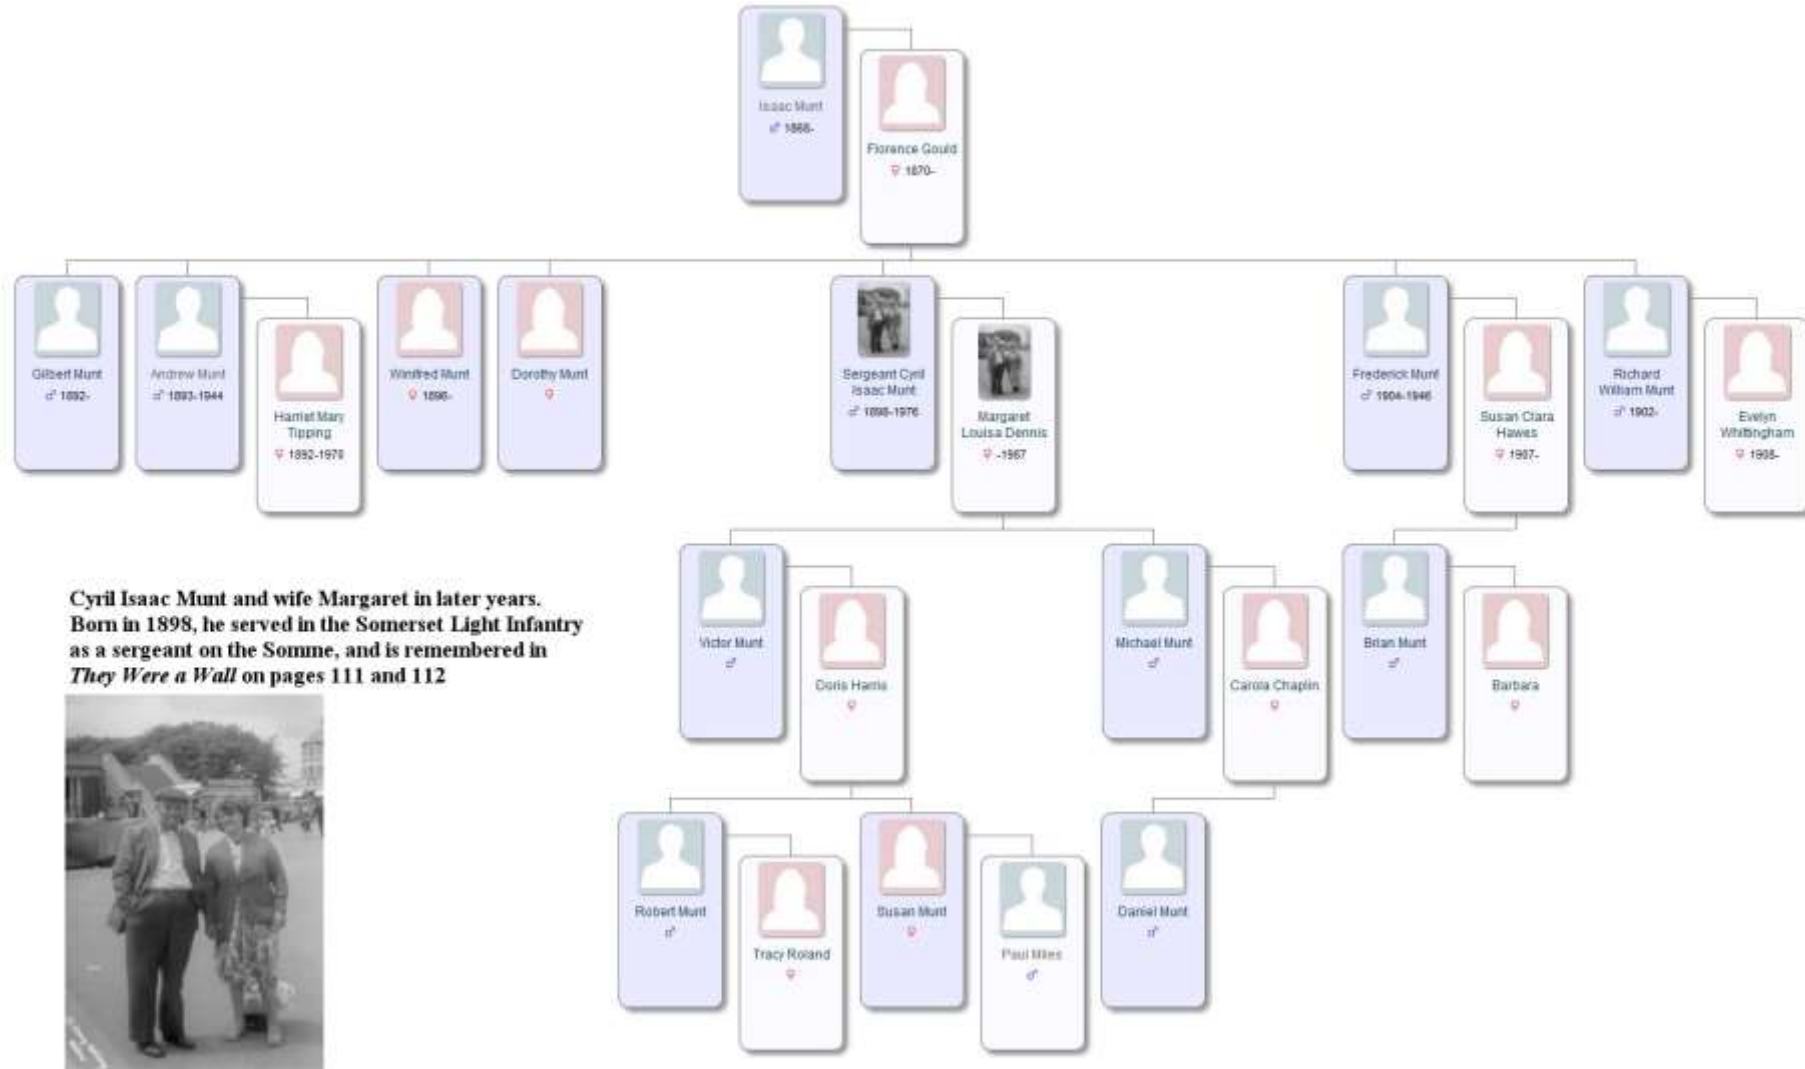 Isaac Munt
♂ 1868-
Florence Gould
♀ 1870-
Gilbert Munt
♂ 1892-
Andrew Munt
♂ 1893-1944
Harriet Mary
Tipping
♀ 1892-1970
Winifred Munt
♀ 1896-
Dorothy Munt
♀
Sergeant Cyril
Isaac Munt
♂ 1898-1976
Margaret
Louisa Dennis
♀ -1967
Frederick Munt
♂ 1904-1946
Susan Clara
Hawes
♀ 1907-
Richard
William Munt
♂ 1902-
Evelyn
Whittingham
♀ 1908-
Cyril Isaac Munt and wife Margaret in later years.
Born in 1898, he served in the Somerset Light Infantry
as a sergeant on the Somme, and is remembered in
They Were a Wall on pages 111 and 112
Victor Munt
♂
Doris Harris
♀
Michael Munt
♂
Carola Chaplin
♀
Brian Munt
♂
Barbara
♀
Robert Munt
♂
Tracy Roland
♀
Susan Munt
♀
Paul Miles
♂
Daniel Munt
♂